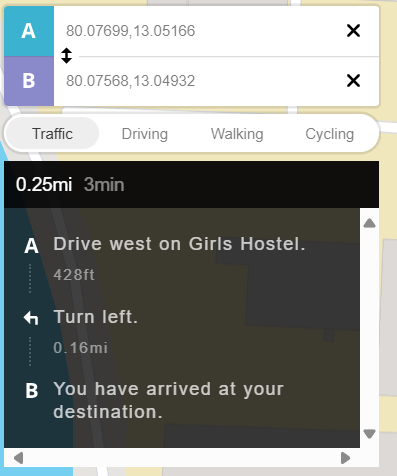 A 80.07699,13.05166
B 80.07568,13.04932
Traffic Driving Walking Cycling
0.25mi 3min
A Drive west on Girls Hostel.
428ft
Turn left.
0.16mi
B You have arrived at your
destination.